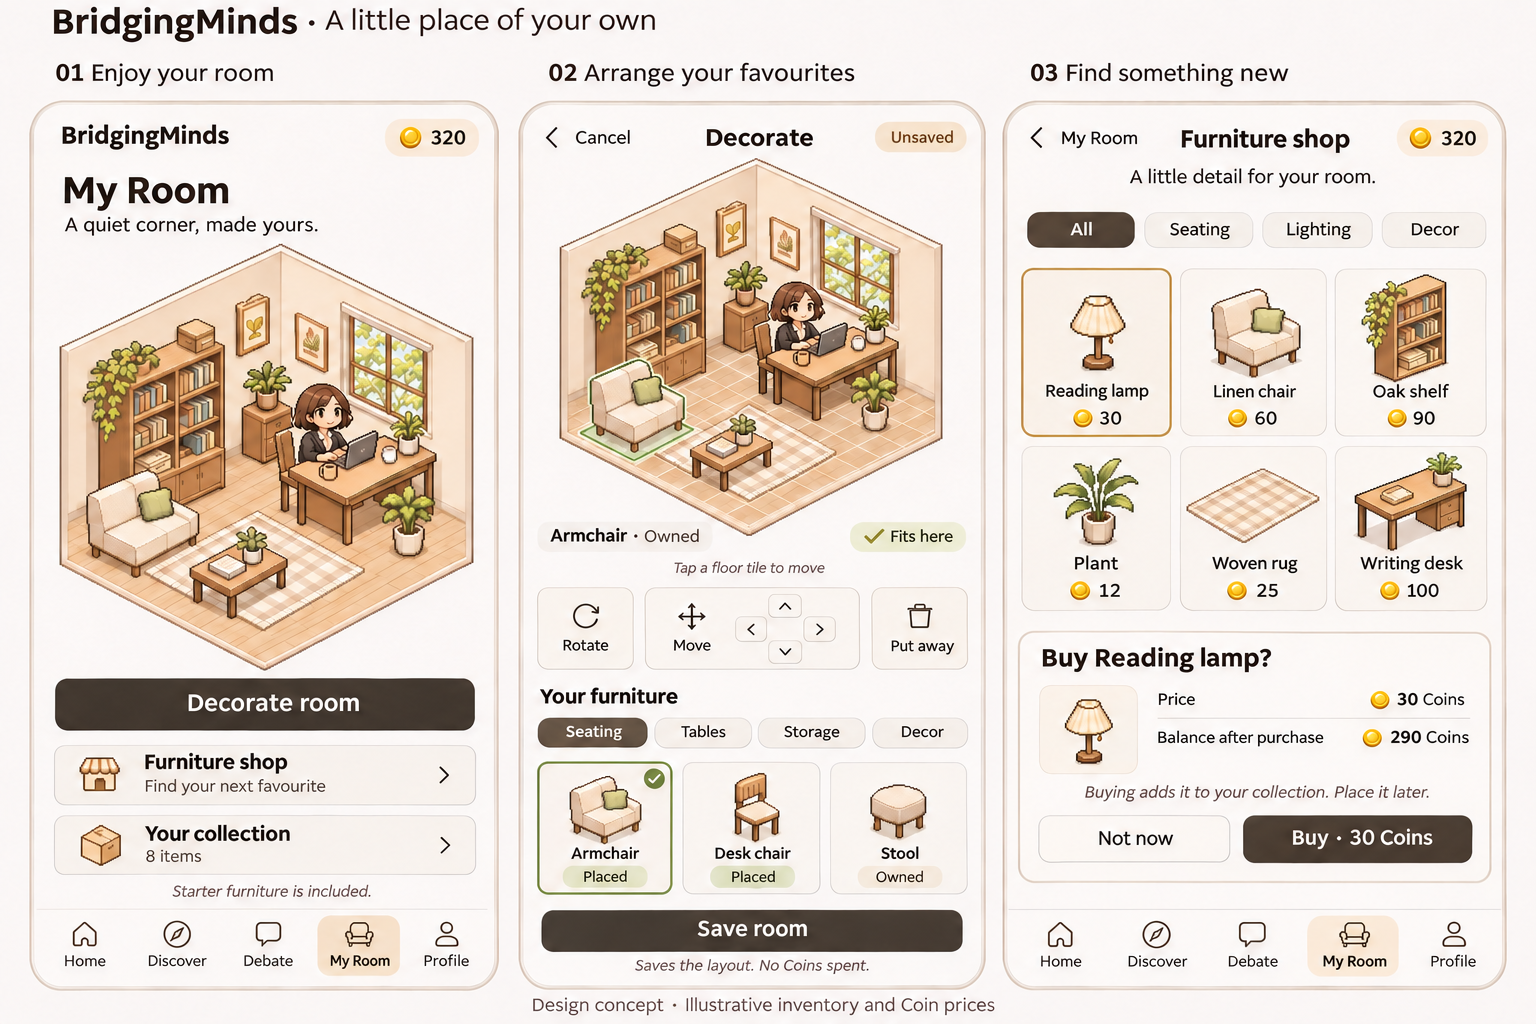 BridgingMinds · A little place of your own
01 Enjoy your room
BridgingMinds
320
My Room
A quiet corner, made yours.
Decorate room
Furniture shop
Find your next favourite
Your collection
8 items
Starter furniture is included.
Home
Discover
Debate
My Room
Profile
02 Arrange your favourites
Cancel
Decorate
Unsaved
Armchair · Owned
Fits here
Tap a floor tile to move
Rotate
Move
Put away
Your furniture
Seating
Tables
Storage
Decor
Armchair
Placed
Desk chair
Placed
Stool
Owned
Save room
Saves the layout. No Coins spent.
03 Find something new
My Room
Furniture shop
320
A little detail for your room.
All
Seating
Lighting
Decor
Reading lamp
30
Linen chair
60
Oak shelf
90
Plant
12
Woven rug
25
Writing desk
100
Buy Reading lamp?
Price
30 Coins
Balance after purchase
290 Coins
Buying adds it to your collection. Place it later.
Not now
Buy · 30 Coins
Home
Discover
Debate
My Room
Profile
Design concept · Illustrative inventory and Coin prices